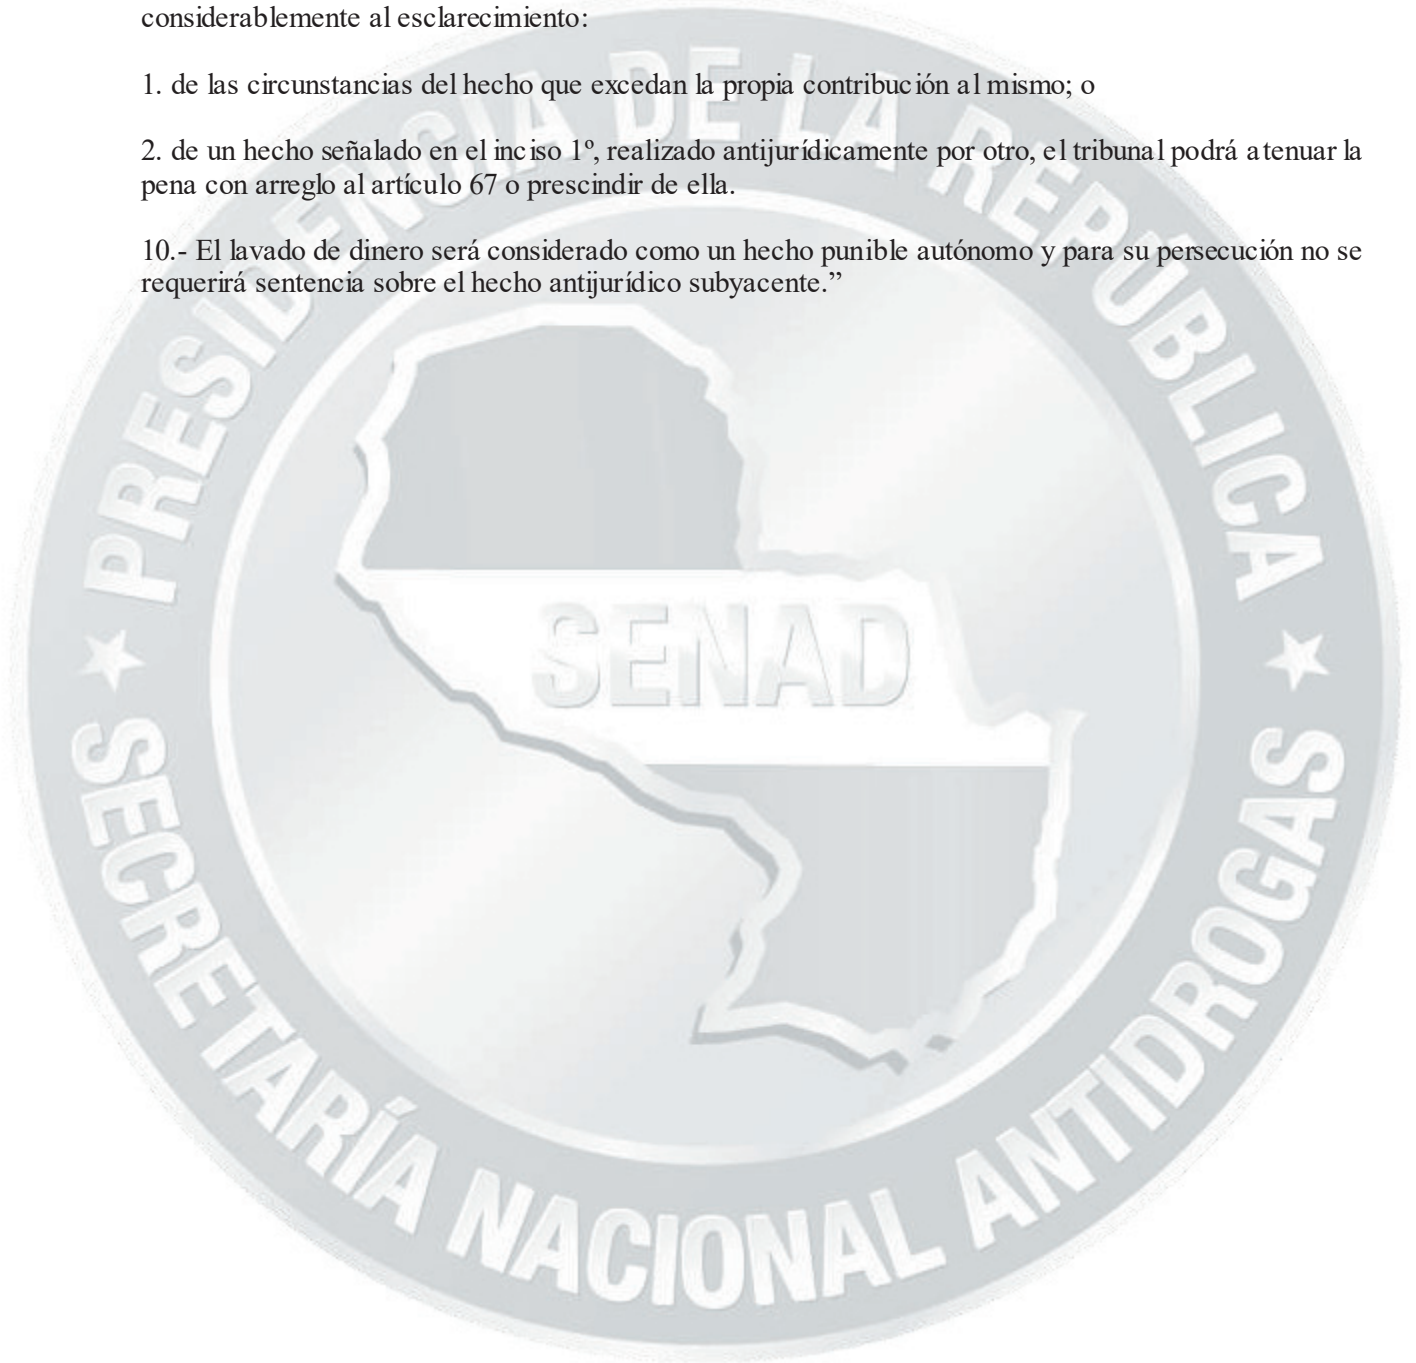 considerablemente al esclarecimiento:
1. de las circunstancias del hecho que excedan la propia contribución al mismo; o
2. de un hecho señalado en el inciso 1º, realizado antijurídicamente por otro, el tribunal podrá atenuar la
pena con arreglo al artículo 67 o prescindir de ella.
10.- El lavado de dinero será considerado como un hecho punible autónomo y para su persecución no se
requerirá sentencia sobre el hecho antijurídico subyacente.”
PRESIDENCIA DE LA REPÚBLICA
SENAD
SECRETARÍA NACIONAL ANTIDROGAS